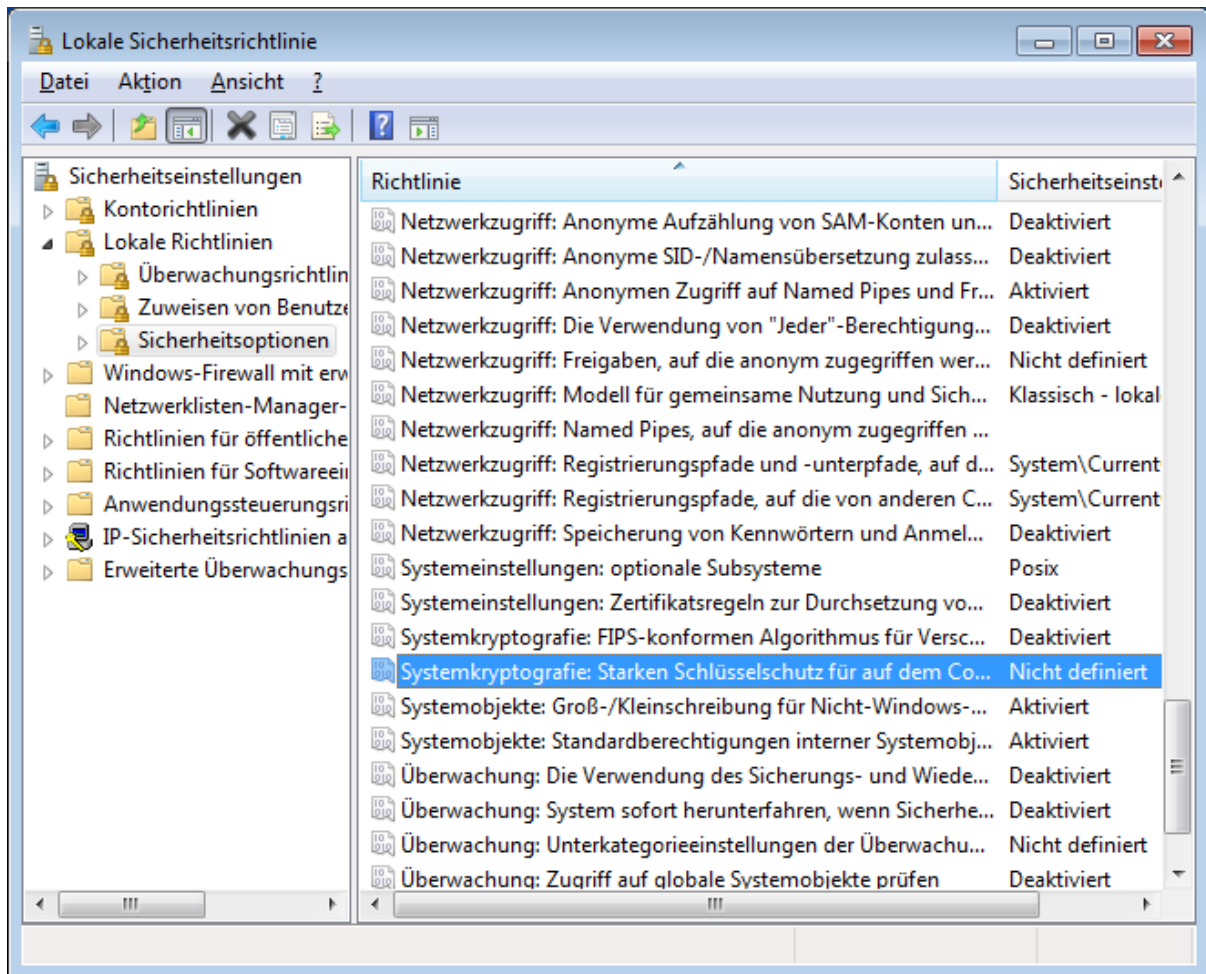 Lokale Sicherheitsrichtlinie
Datei Aktion Ansicht ?
Sicherheitseinstellungen
Kontorichtlinien
Lokale Richtlinien
Überwachungsrichtlin
Zuweisen von Benutze
Sicherheitsoptionen
Windows-Firewall mit erw
Netzwerklisten-Manager-
Richtlinien für öffentliche
Richtlinien für Softwareei
Anwendungssteuerungsri
IP-Sicherheitsrichtlinien a
Erweiterte Überwachungs
Richtlinie Sicherheitseinste
Netzwerkzugriff: Anonyme Aufzählung von SAM-Konten un... Deaktiviert
Netzwerkzugriff: Anonyme SID-/Namensübersetzung zulass... Deaktiviert
Netzwerkzugriff: Anonymen Zugriff auf Named Pipes und Fr... Aktiviert
Netzwerkzugriff: Die Verwendung von "Jeder"-Berechtigung... Deaktiviert
Netzwerkzugriff: Freigaben, auf die anonym zugegriffen wer... Nicht definiert
Netzwerkzugriff: Modell für gemeinsame Nutzung und Sich... Klassisch - lokal
Netzwerkzugriff: Named Pipes, auf die anonym zugegriffen ...
Netzwerkzugriff: Registrierungspfade und -unterpfade, auf d... System\Current
Netzwerkzugriff: Registrierungspfade, auf die von anderen C... System\Current
Netzwerkzugriff: Speicherung von Kennwörtern und Anmel... Deaktiviert
Systemeinstellungen: optionale Subsysteme Posix
Systemeinstellungen: Zertifikatsregeln zur Durchsetzung vo... Deaktiviert
Systemkryptografie: FIPS-konformen Algorithmus für Versc... Deaktiviert
Systemkryptografie: Starken Schlüsselschutz für auf dem Co... Nicht definiert
Systemobjekte: Groß-/Kleinschreibung für Nicht-Windows-... Aktiviert
Systemobjekte: Standardberechtigungen interner Systemobj... Aktiviert
Überwachung: Die Verwendung des Sicherungs- und Wiede... Deaktiviert
Überwachung: System sofort herunterfahren, wenn Sicherhe... Deaktiviert
Überwachung: Unterkategorieeinstellungen der Überwachu... Nicht definiert
Überwachung: Zugriff auf globale Systemobjekte prüfen Deaktiviert